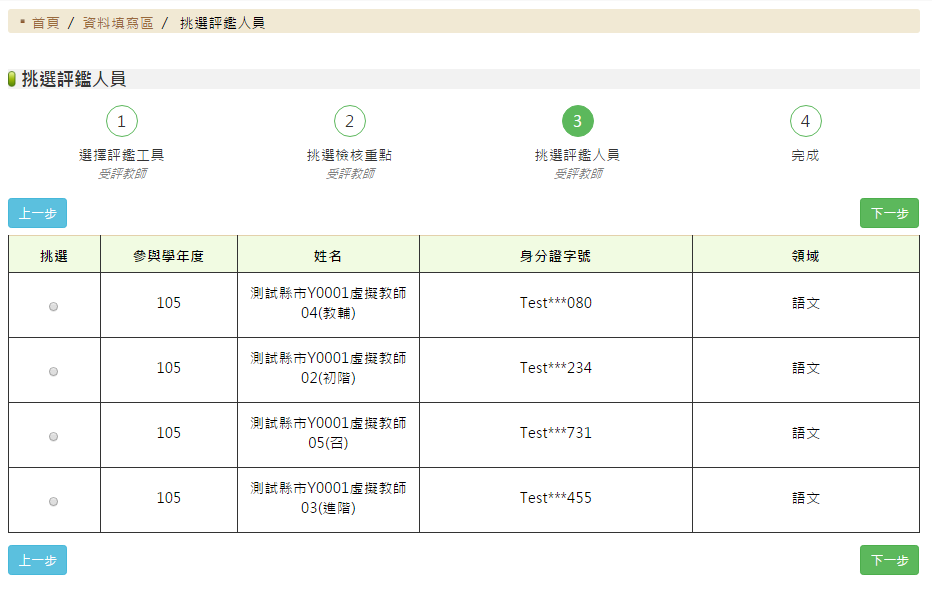 首頁 / 資料填寫區 / 挑選評鑑人員
挑選評鑑人員
1 2 3 4
選擇評鑑工具 挑選檢核重點 挑選評鑑人員 完成
受評教師 受評教師 受評教師
上一步 下一步
挑選 參與學年度 姓名 身分證字號 領域
105 測試縣市Y0001虛擬教師 Test***080 語文
04(教輔)
105 測試縣市Y0001虛擬教師 Test***234 語文
02(初階)
105 測試縣市Y0001虛擬教師 Test***731 語文
05(召)
105 測試縣市Y0001虛擬教師 Test***455 語文
03(進階)
上一步 下一步